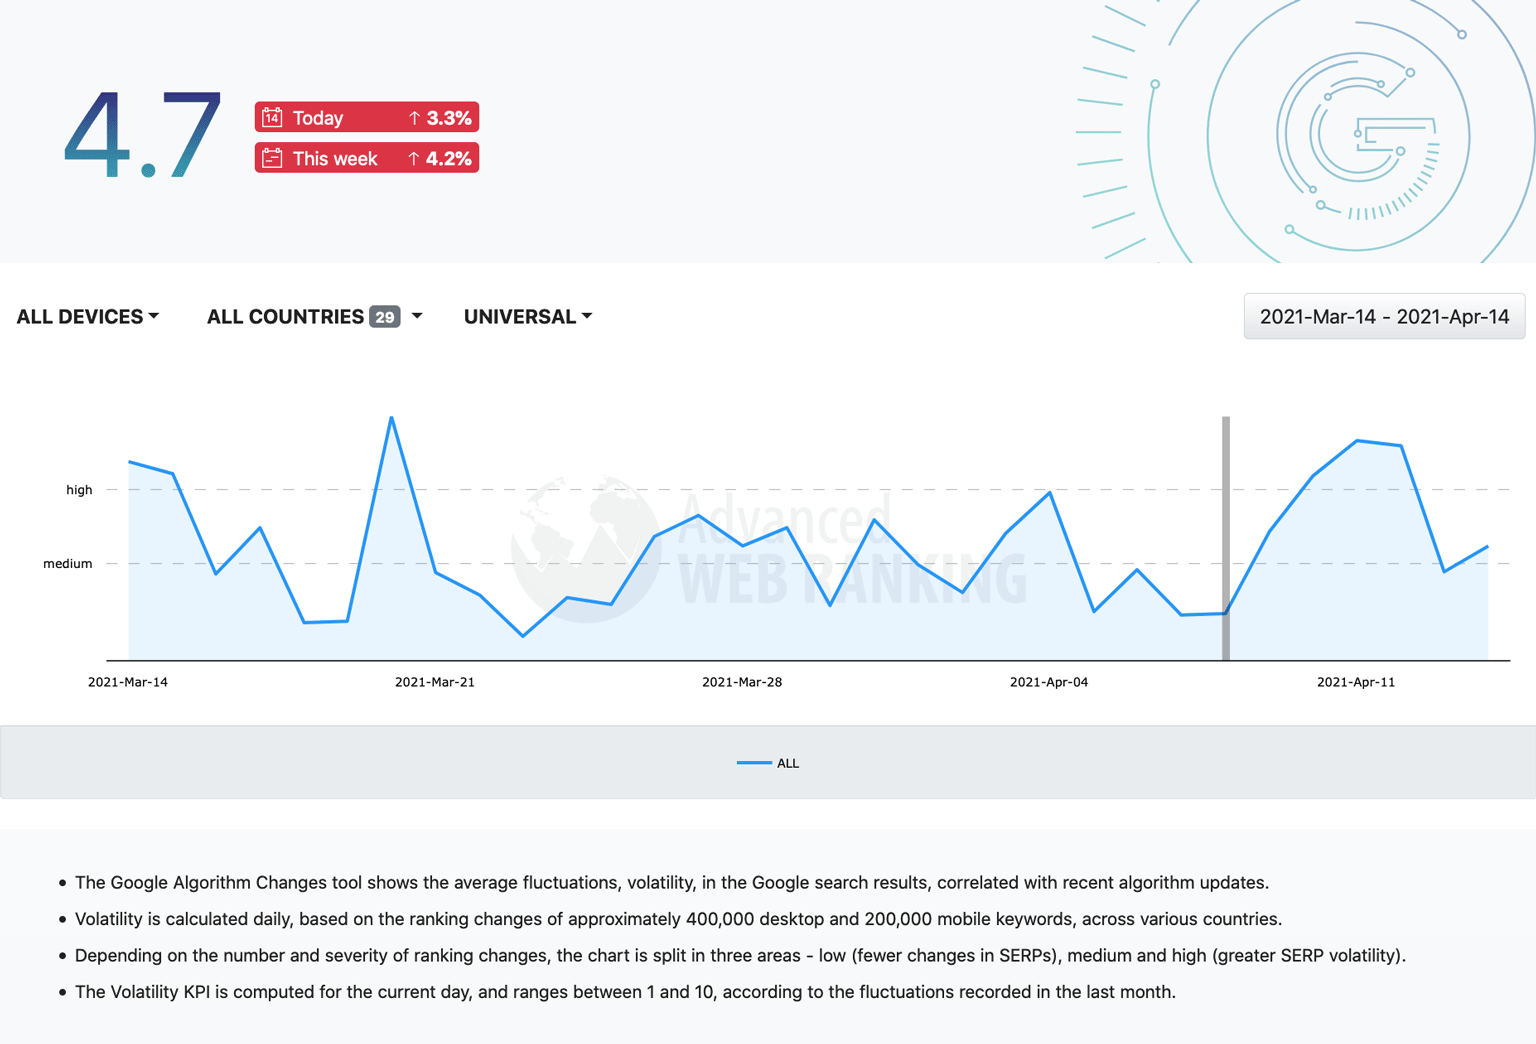 4.7
14 Today ↑ 3.3%
This week ↑ 4.2%
ALL DEVICES ALL COUNTRIES 29 UNIVERSAL 2021-Mar-14 - 2021-Apr-14
high
medium
Advanced
WEB RANKING
2021-Mar-14 2021-Mar-21 2021-Mar-28 2021-Apr-04 2021-Apr-11
ALL
• The Google Algorithm Changes tool shows the average fluctuations, volatility, in the Google search results, correlated with recent algorithm updates.
• Volatility is calculated daily, based on the ranking changes of approximately 400,000 desktop and 200,000 mobile keywords, across various countries.
• Depending on the number and severity of ranking changes, the chart is split in three areas - low (fewer changes in SERPs), medium and high (greater SERP volatility).
• The Volatility KPI is computed for the current day, and ranges between 1 and 10, according to the fluctuations recorded in the last month.